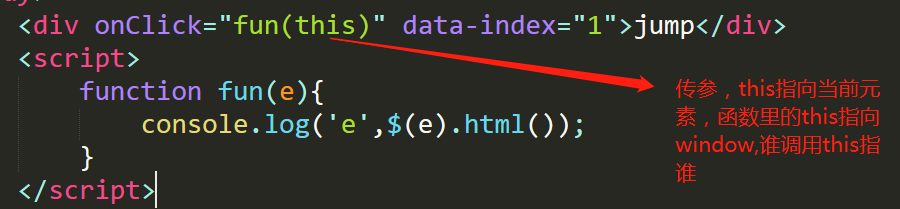 <div onClick="fun(this)" data-index="1">jump</div>
<script>
function fun(e){
console.log('e',$(e).html());
}
</script>
传参，this指向当前元
素，函数里的this指向
window,谁调用this指
谁